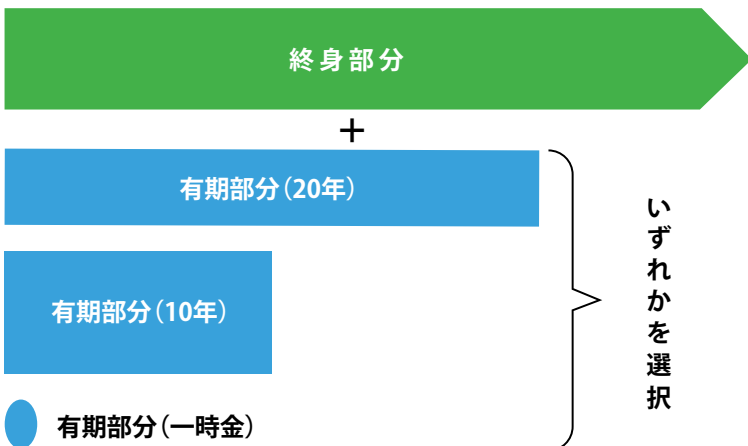 終身部分
+
有期部分(20年)
有期部分(10年)
有期部分(一時金)
いずれかを選択